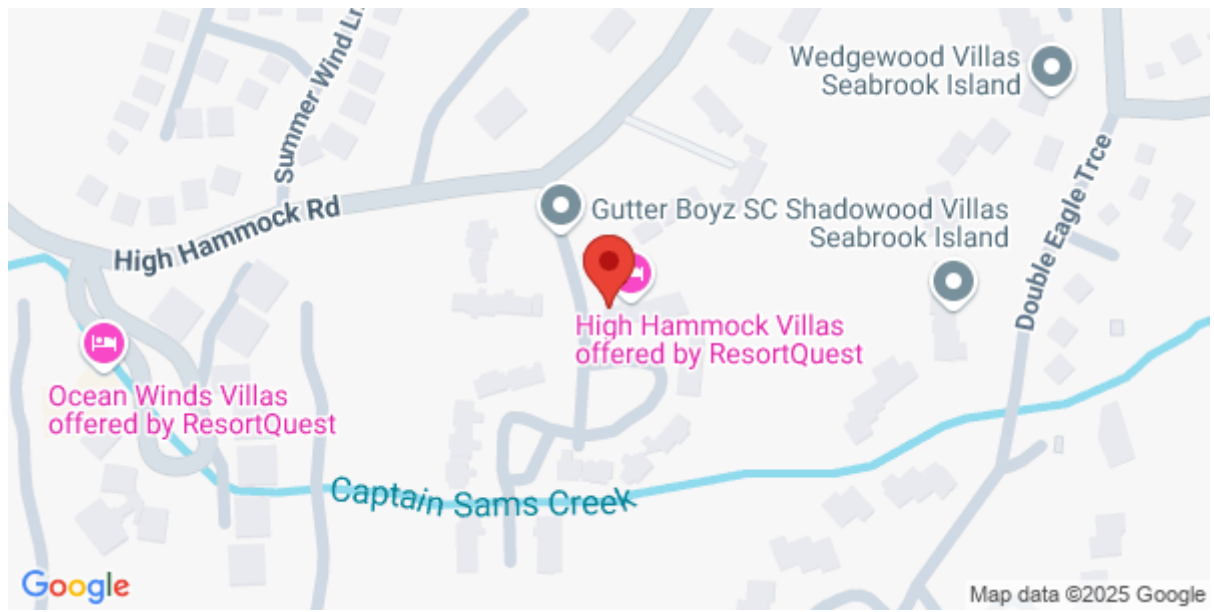 Summer Wind Ln
Wedgewood Villas
Seabrook Island
High Hammock Rd
Gutter Boyz SC
Shadowood Villas
Seabrook Island
Double Eagle Trce
High Hammock Villas
offered by ResortQuest
Ocean Winds Villas
offered by ResortQuest
Captain Sams Creek
Google
Map data ©2025 Google